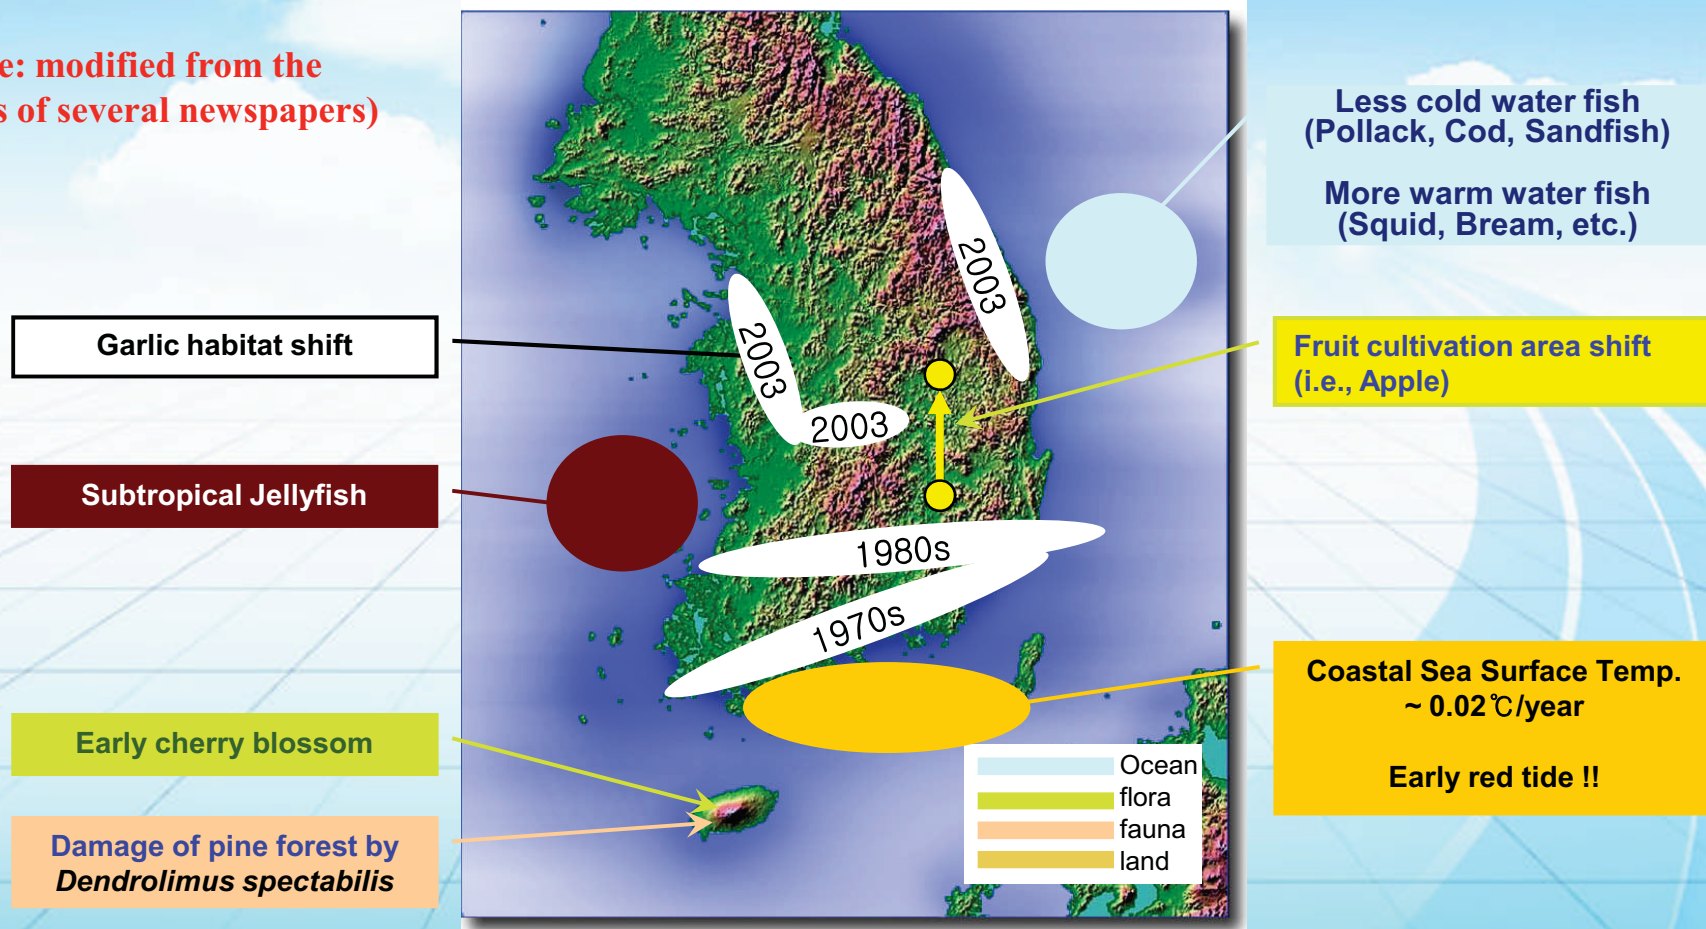 e: modified from the
s of several newspapers)
Less cold water fish
(Pollack, Cod, Sandfish)
More warm water fish
(Squid, Bream, etc.)
2003
Garlic habitat shift
2003
Fruit cultivation area shift
(i.e., Apple)
2003
Subtropical Jellyfish
1980s
1970s
Coastal Sea Surface Temp.
~ 0.02℃/year
Early red tide !!
Early cherry blossom
Damage of pine forest by
Dendrolimus spectabilis
Ocean
flora
fauna
land